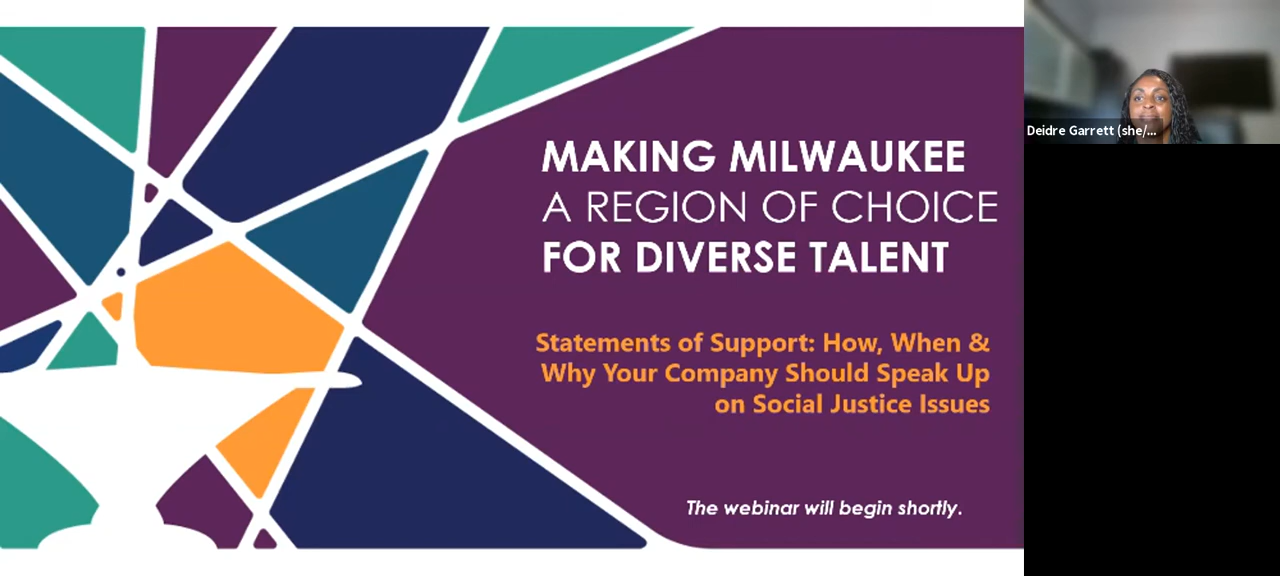 MAKING MILWAUKEE
A REGION OF CHOICE
FOR DIVERSE TALENT
Statements of Support: How, When &
Why Your Company Should Speak Up
on Social Justice Issues
The webinar will begin shortly.
Deidre Garrett (she/...